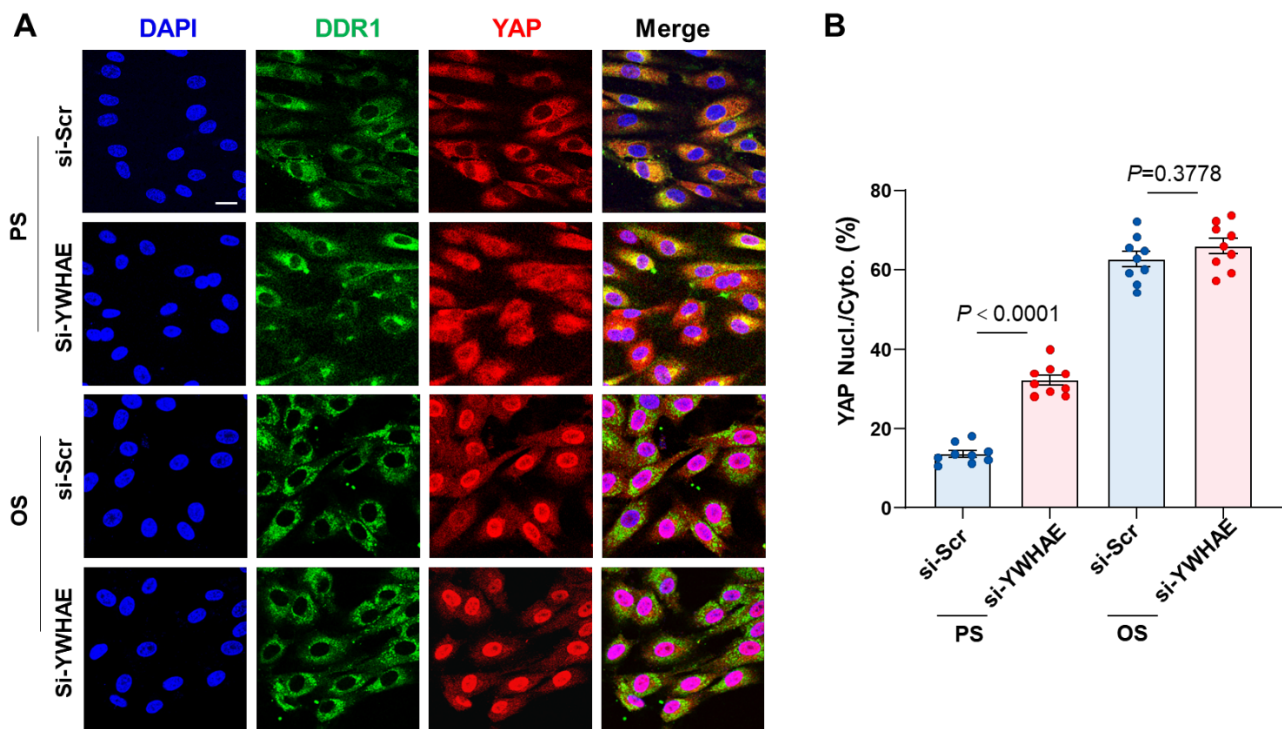 A
DAPI
DDR1
YAP
Merge
PS
si-Scr
Si-YWHAE
OS
si-Scr
Si-YWHAE
B
YAP Nucl./Cyto. (%)
80
60
40
20
0
P < 0.0001
P=0.3778
si-Scr
si-YWHAE
si-Scr
si-YWHAE
PS
OS